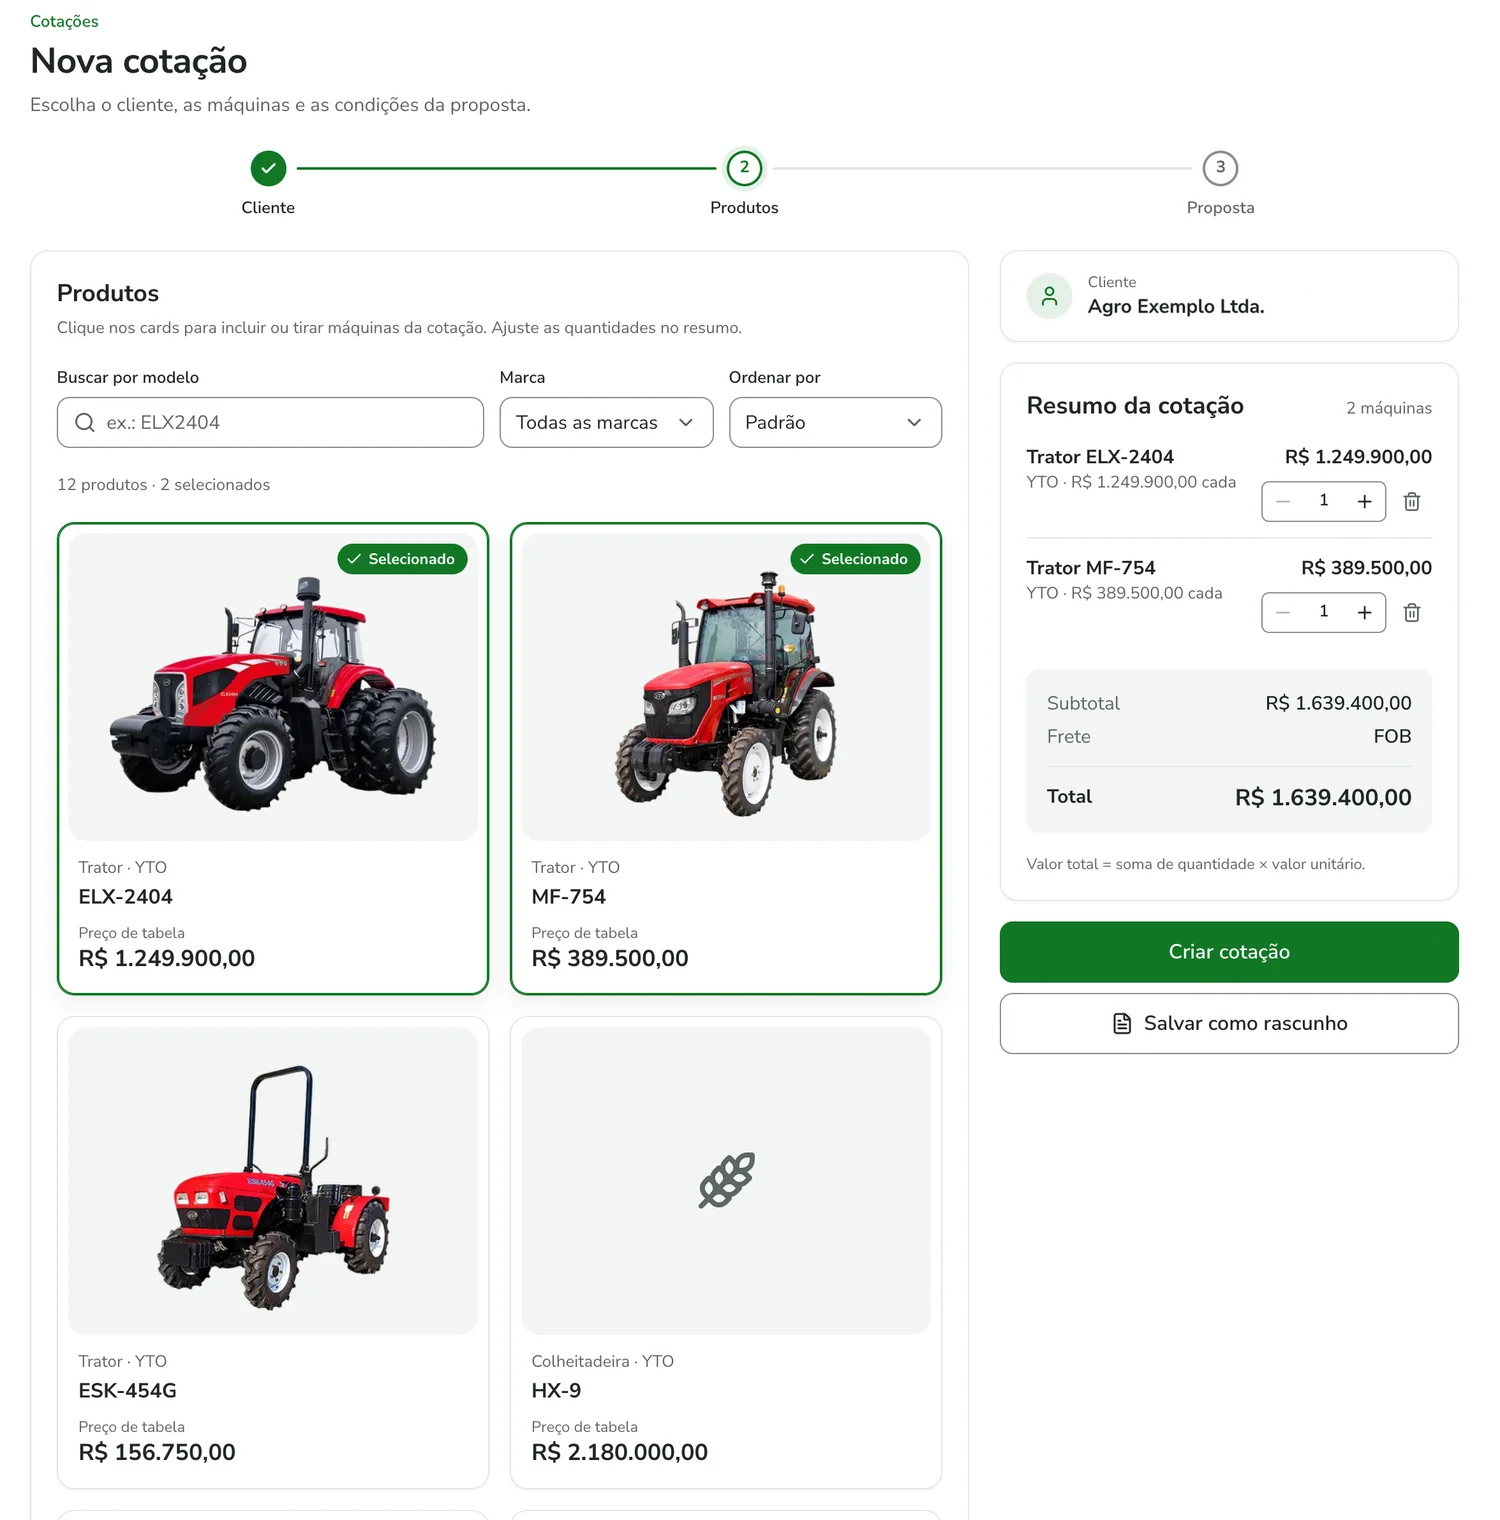 Cotações
Nova cotação
Escolha o cliente, as máquinas e as condições da proposta.
2
3
Cliente
Produtos
Proposta
Produtos
Clique nos cards para incluir ou tirar máquinas da cotação. Ajuste as quantidades no resumo.
Buscar por modelo
Marca
Ordenar por
ex.: ELX2404
Todas as marcas
Padrão
12 produtos · 2 selecionados
Selecionado
Trator · YTO
ELX-2404
Preço de tabela
R$ 1.249.900,00
Selecionado
Trator · YTO
MF-754
Preço de tabela
R$ 389.500,00
Trator · YTO
ESK-454G
Preço de tabela
R$ 156.750,00
Colheitadeira · YTO
HX-9
Preço de tabela
R$ 2.180.000,00
Cliente
Agro Exemplo Ltda.
Resumo da cotação
2 máquinas
Trator ELX-2404
R$ 1.249.900,00
YTO · R$ 1.249.900,00 cada
1
Trator MF-754
R$ 389.500,00
YTO · R$ 389.500,00 cada
1
Subtotal
R$ 1.639.400,00
Frete
FOB
Total
R$ 1.639.400,00
Valor total = soma de quantidade × valor unitário.
Criar cotação
Salvar como rascunho